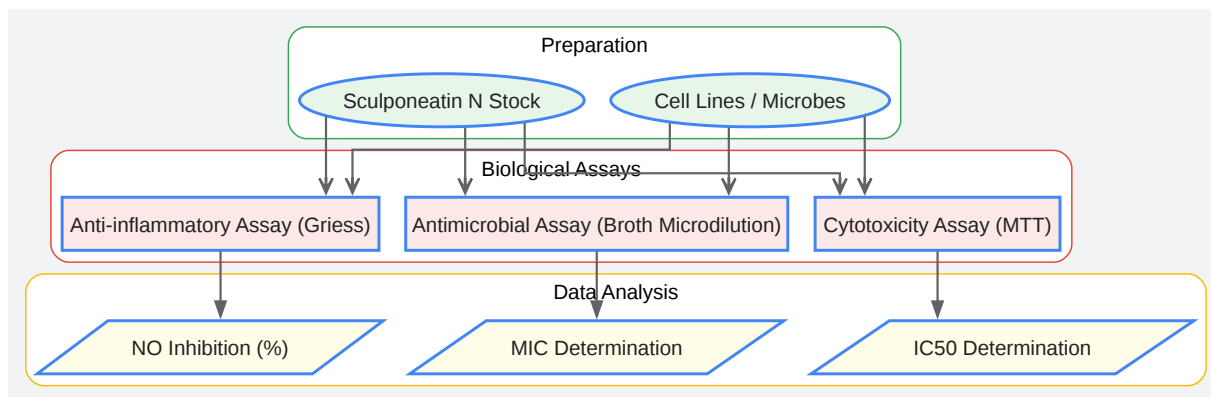 Preparation
Sculponeatin N Stock
Cell Lines / Microbes
Biological Assays
Anti-inflammatory Assay (Griess)
Antimicrobial Assay (Broth Microdilution)
Cytotoxicity Assay (MTT)
Data Analysis
NO Inhibition (%)
MIC Determination
IC50 Determination